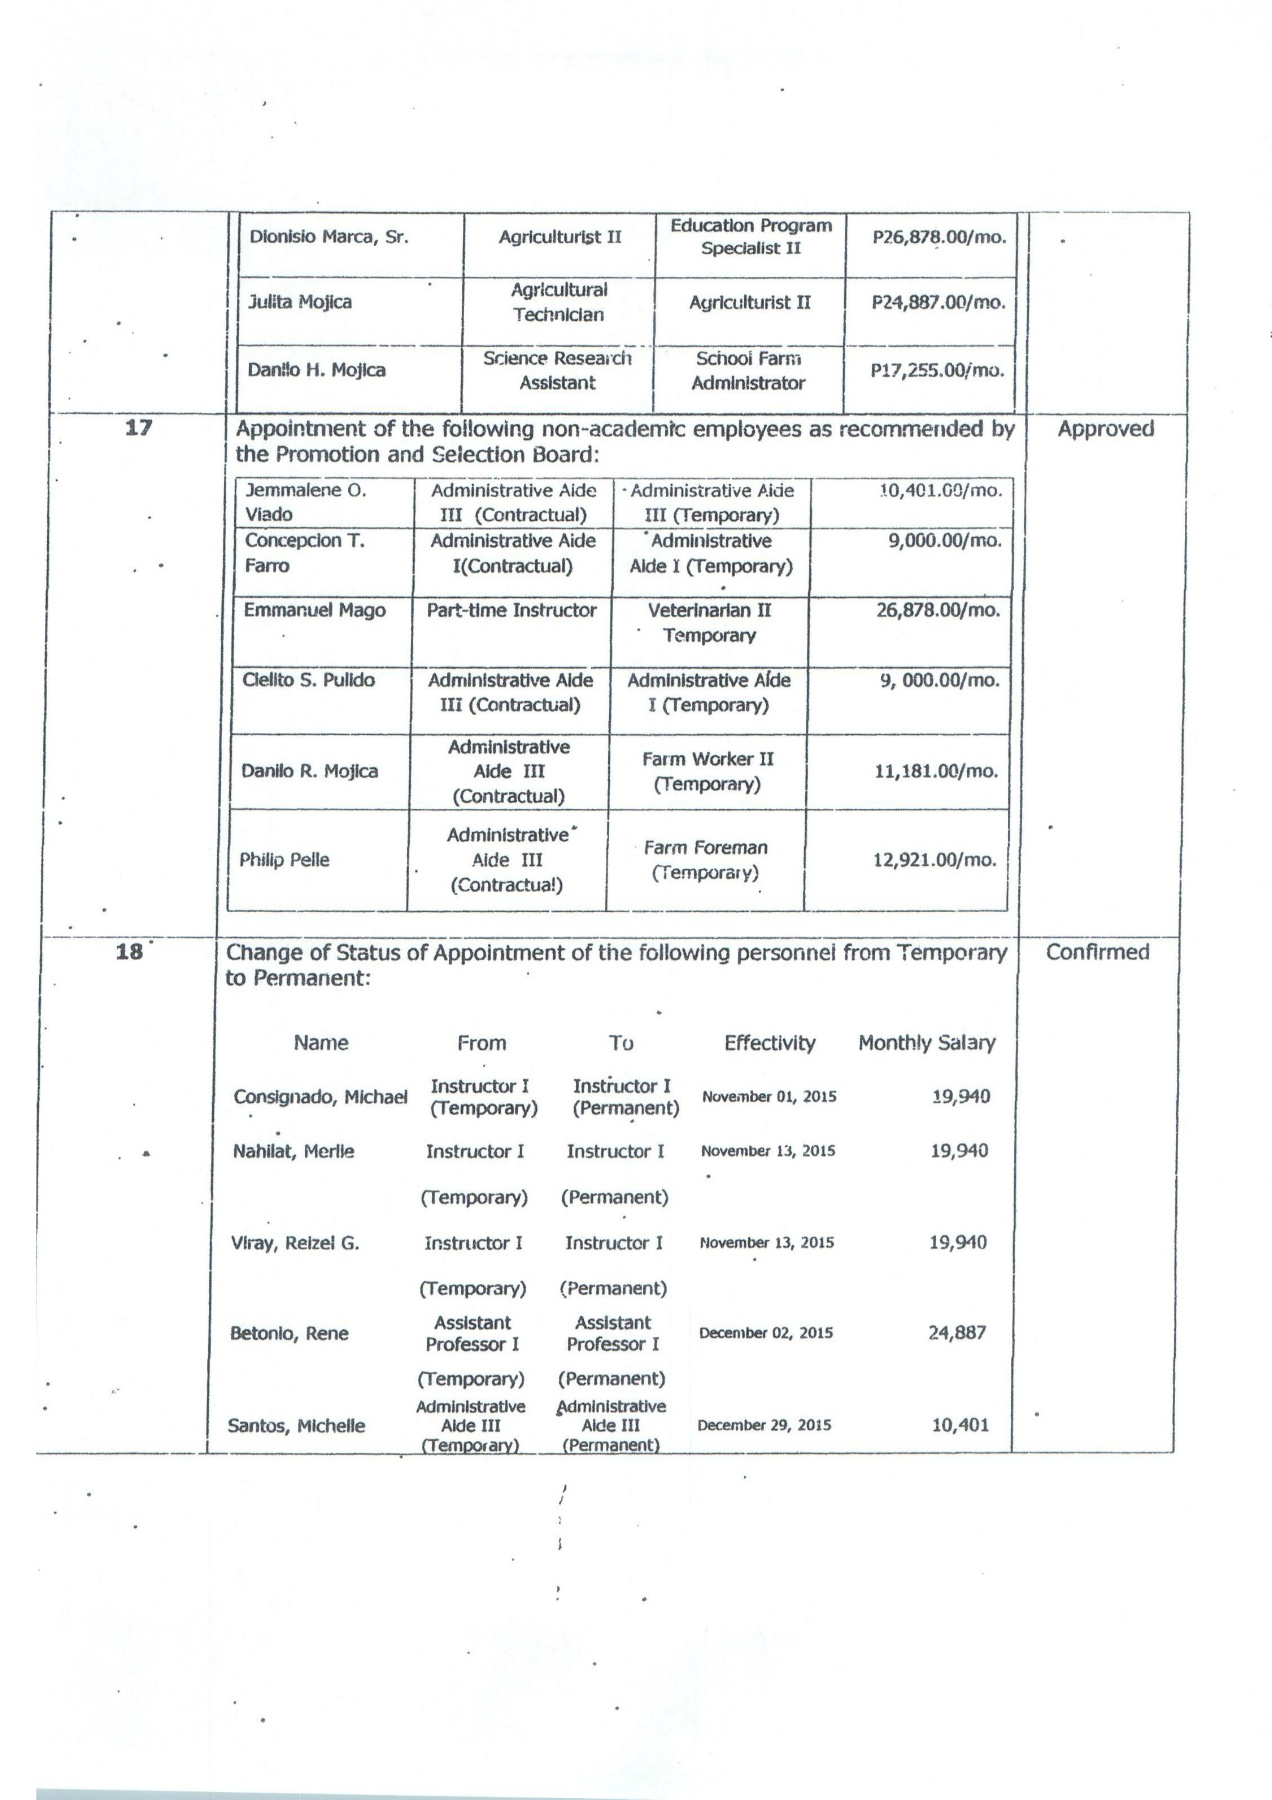 Dionisio Marca, Sr.
Agriculturist II
Education Program
Specialist II
P26,878.00/mo.
Julita Mojica
Agricultural
Technician
Agriculturist II
P24,887.00/mo.
Danilo H. Mojica
Science Research
Assistant
School Farm
Administrator
P17,255.00/mo.
17
Appointment of the following non-academic employees as recommended by
the Promotion and Selection Board:
Approved
Jemmalene O.
Viado
Administrative Aide
III (Contractual)
Administrative Aide
III (Temporary)
10,401.00/mo.
Concepcion T.
Farro
Administrative Aide
I(Contractual)
Administrative
Aide I (Temporary)
9,000.00/mo.
Emmanuel Mago
Part-time Instructor
Veterinarian II
Temporary
26,878.00/mo.
Clelito S. Pulido
Administrative Aide
III (Contractual)
Administrative Aide
I (Temporary)
9, 000.00/mo.
Danilo R. Mojica
Administrative
Aide III
(Contractual)
Farm Worker II
(Temporary)
11,181.00/mo.
Philip Pelle
Administrative
Aide III
(Contractual)
Farm Foreman
(Temporary)
12,921.00/mo.
18
Change of Status of Appointment of the following personnel from Temporary
to Permanent:
Confirmed
Name From To Effectivity Monthly Salary
Consignado, Michael
Instructor I
(Temporary)
Instructor I
(Permanent)
November 01, 2015
19,940
Nahilat, Merlie
Instructor I
(Temporary)
Instructor I
(Permanent)
November 13, 2015
19,940
Viray, Reizel G.
Instructor I
(Temporary)
Instructor I
(Permanent)
November 13, 2015
19,940
Betonio, Rene
Assistant
Professor I
(Temporary)
Assistant
Professor I
(Permanent)
December 02, 2015
24,887
Santos, Michelle
Administrative
Aide III
(Temporary)
Administrative
Aide III
(Permanent)
December 29, 2015
10,401